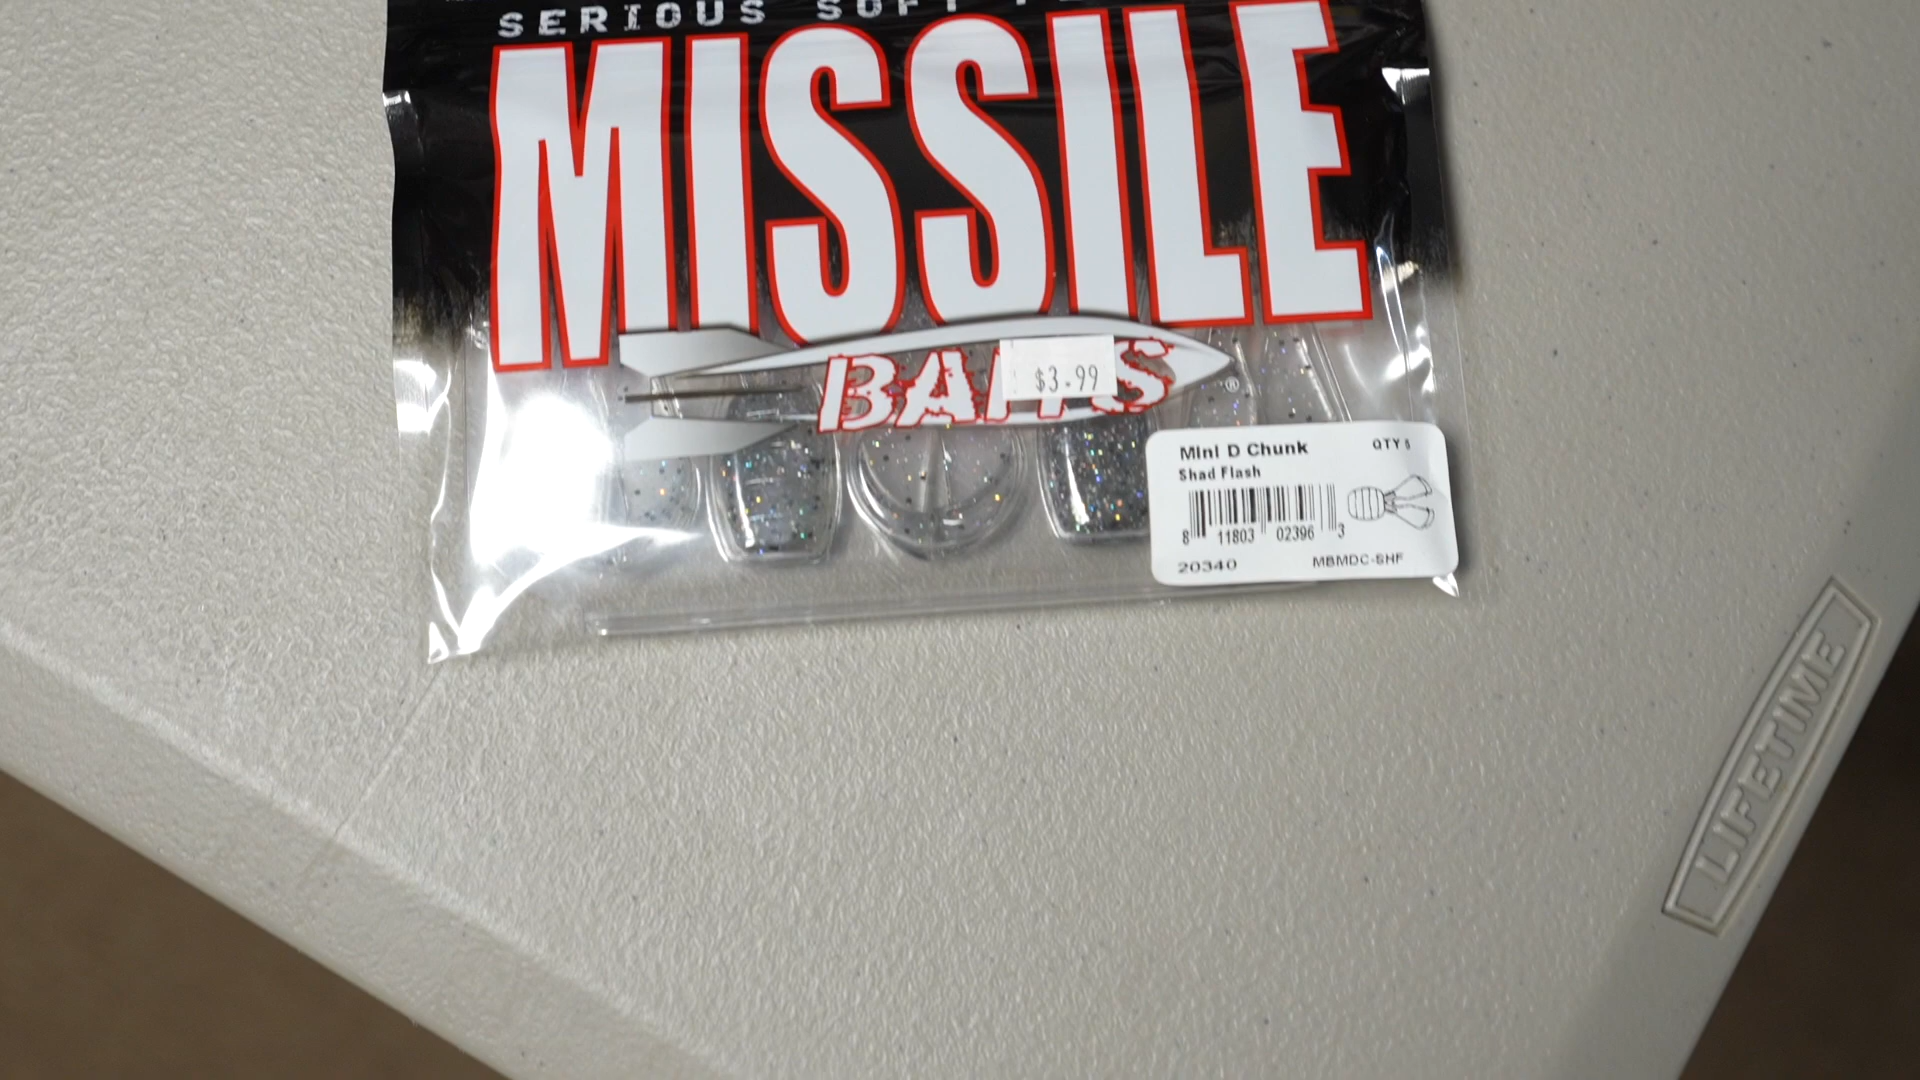 SERIOUS SOFT
MISSILE
BAITS
®
$3.99
Mini D Chunk QTY 5
Shad Flash
8 11803 02396 3
20340 MBMDC-SHF
LIFETIME